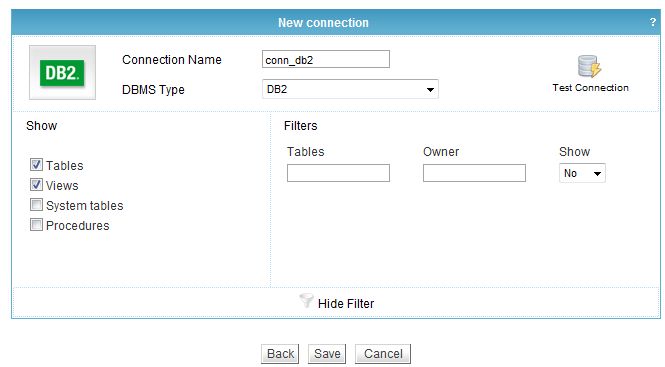 New connection ?
DB2.
Connection Name conn_db2
DBMS Type DB2
Test Connection
Show
Tables
Views
System tables
Procedures
Filters
Tables Owner Show
No
Hide Filter
Back Save Cancel